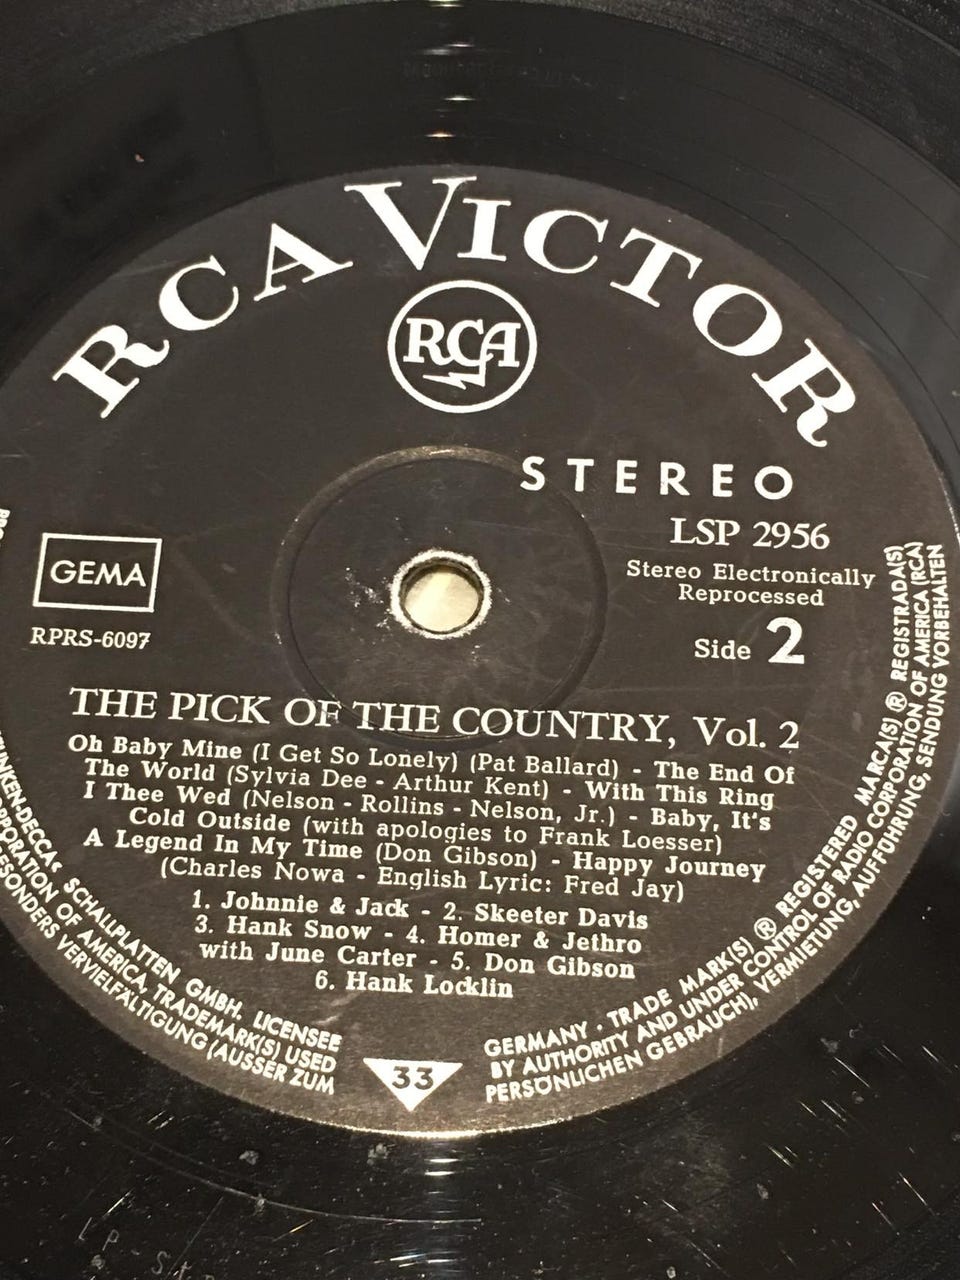 RCA VICTOR
RCA
STEREO
LSP 2956
Stereo Electronically
Reprocessed
Side 2
GEMA
RPRS-6097
THE PICK OF THE COUNTRY, Vol. 2
Oh Baby Mine (I Get So Lonely) (Pat Ballard) - The End Of
The World (Sylvia Dee - Arthur Kent) - With This Ring
I Thee Wed (Nelson - Rollins - Nelson, Jr.) - Baby, It's
Cold Outside (with apologies to Frank Loesser)
A Legend In My Time (Don Gibson) - Happy Journey
(Charles Nowa - English Lyric: Fred Jay)
1. Johnnie & Jack - 2. Skeeter Davis
3. Hank Snow - 4. Homer & Jethro
with June Carter - 5. Don Gibson
6. Hank Locklin
33
UNKEN-DECCA« SCHALLPLATTEN GMBH. LICENSEE
CORPORATION OF AMERICA, TRADEMARK(S) USED
BESONDERS VERVIELFÄLTIGUNG (AUSSER ZUM
GERMANY · TRADE MARK(S) ® REGISTERED MARCA(S) ® REGISTRADA(S)
BY AUTHORITY AND UNDER CONTROL OF RADIO CORPORATION OF AMERICA (RCA)
PERSÖNLICHEN GEBRAUCH), VERMIETUNG, AUFFÜHRUNG, SENDUNG VORBEHALTEN